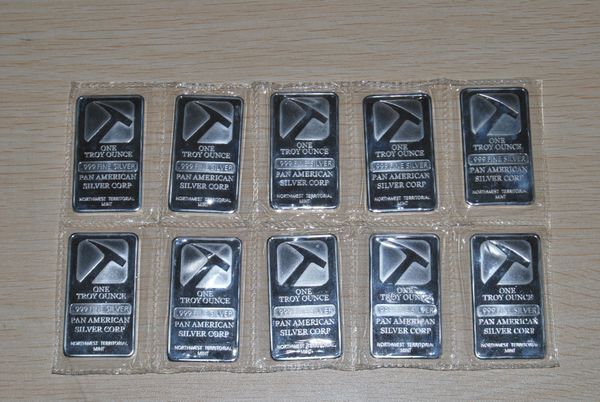 ONE
TROY OUNCE
999 FINE SILVER
PAN AMERICAN
SILVER CORP
NORTHWEST TERRITORIAL
MINT
ONE
TROY OUNCE
999 FINE SILVER
PAN AMERICAN
SILVER CORP
NORTHWEST TERRITORIAL
MINT
ONE
TROY OUNCE
999 FINE SILVER
PAN AMERICAN
SILVER CORP
NORTHWEST TERRITORIAL
MINT
ONE
TROY OUNCE
999 FINE SILVER
PAN AMERICAN
SILVER CORP
NORTHWEST TERRITORIAL
MINT
ONE
TROY OUNCE
999 FINE SILVER
PAN AMERICAN
SILVER CORP
NORTHWEST TERRITORIAL
MINT
ONE
TROY OUNCE
999 FINE SILVER
PAN AMERICAN
SILVER CORP
NORTHWEST TERRITORIAL
MINT
ONE
TROY OUNCE
999 FINE SILVER
PAN AMERICAN
SILVER CORP
NORTHWEST TERRITORIAL
MINT
ONE
TROY OUNCE
999 FINE SILVER
PAN AMERICAN
SILVER CORP
NORTHWEST TERRITORIAL
MINT
ONE
TROY OUNCE
999 FINE SILVER
PAN AMERICAN
SILVER CORP
NORTHWEST TERRITORIAL
MINT
ONE
TROY OUNCE
999 FINE SILVER
PAN AMERICAN
SILVER CORP
NORTHWEST TERRITORIAL
MINT